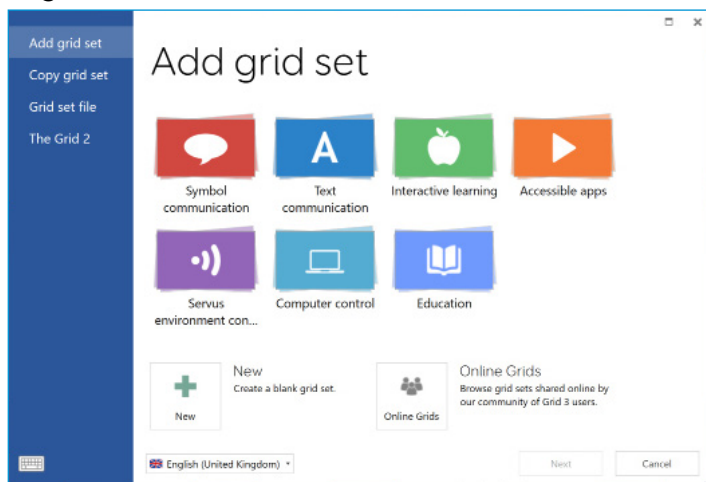 Add grid set
Copy grid set
Grid set file
The Grid 2
Add grid set
Symbol
communication
A
Text
communication
Interactive learning
Accessible apps
Servus
environment con...
Computer control
Education
New
New
Create a blank grid set.
Online Grids
Online Grids
Browse grid sets shared online by
our community of Grid 3 users.
English (United Kingdom)
Next
Cancel